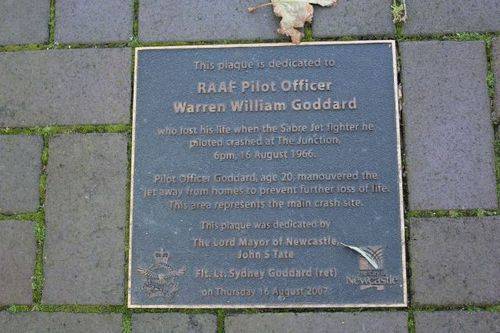 This plaque is dedicated to
RAAF Pilot Officer
Warren William Goddard
who lost his life when the Sabre Jet fighter he
piloted crashed at The Junction,
6pm, 16 August 1966.
Pilot Officer Goddard, age 20, manouvered the
jet away from homes to prevent further loss of life.
This area represents the main crash site.
This plaque was dedicated by
The Lord Mayor of Newcastle,
John S Tate
Flt. Lt. Sydney Goddard (ret)
on Thursday 16 August 2007
Newcastle